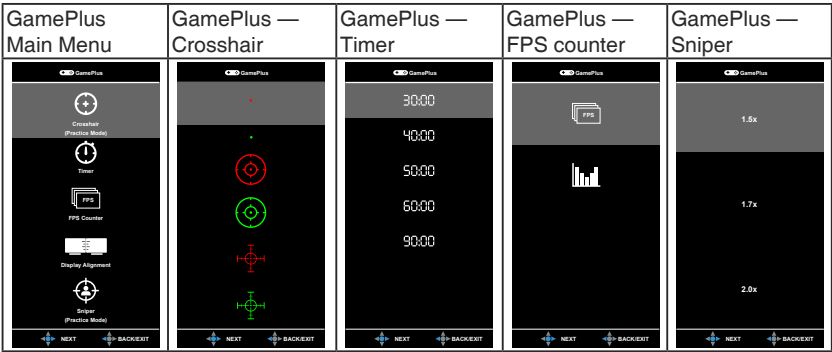 GamePlus
Main Menu
GamePlus —
Crosshair
GamePlus —
Timer
GamePlus —
FPS counter
GamePlus —
Sniper
GamePlus
Crosshair
(Practice Mode)
Timer
FPS
FPS Counter
Display Alignment
Sniper
(Practice Mode)
NEXT BACK/EXIT
GamePlus
NEXT BACK/EXIT
GamePlus
30:00
40:00
50:00
60:00
90:00
NEXT BACK/EXIT
GamePlus
FPS
NEXT BACK/EXIT
GamePlus
1.5x
1.7x
2.0x
NEXT BACK/EXIT